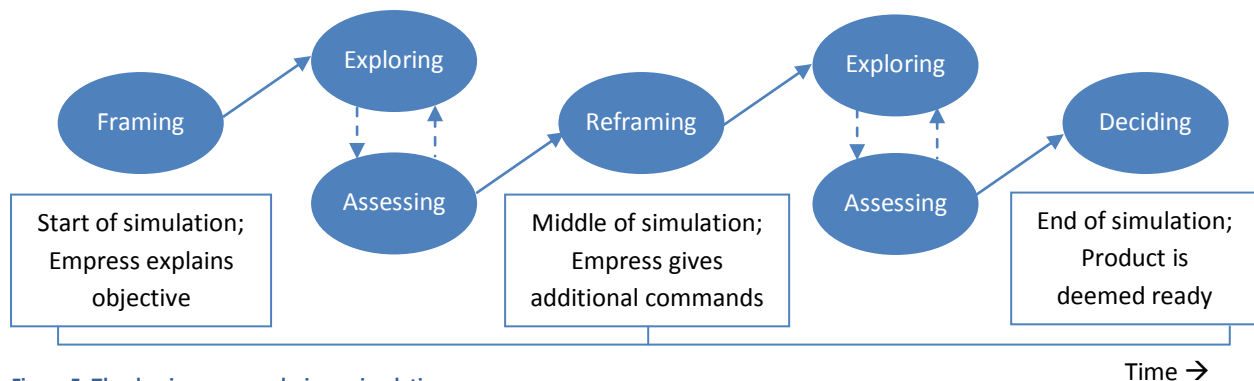 Exploring
Exploring
Framing
Reframing
Deciding
Assessing
Assessing
Start of simulation;
Empress explains
objective
Middle of simulation;
Empress gives
additional commands
End of simulation;
Product is
deemed ready
Time →